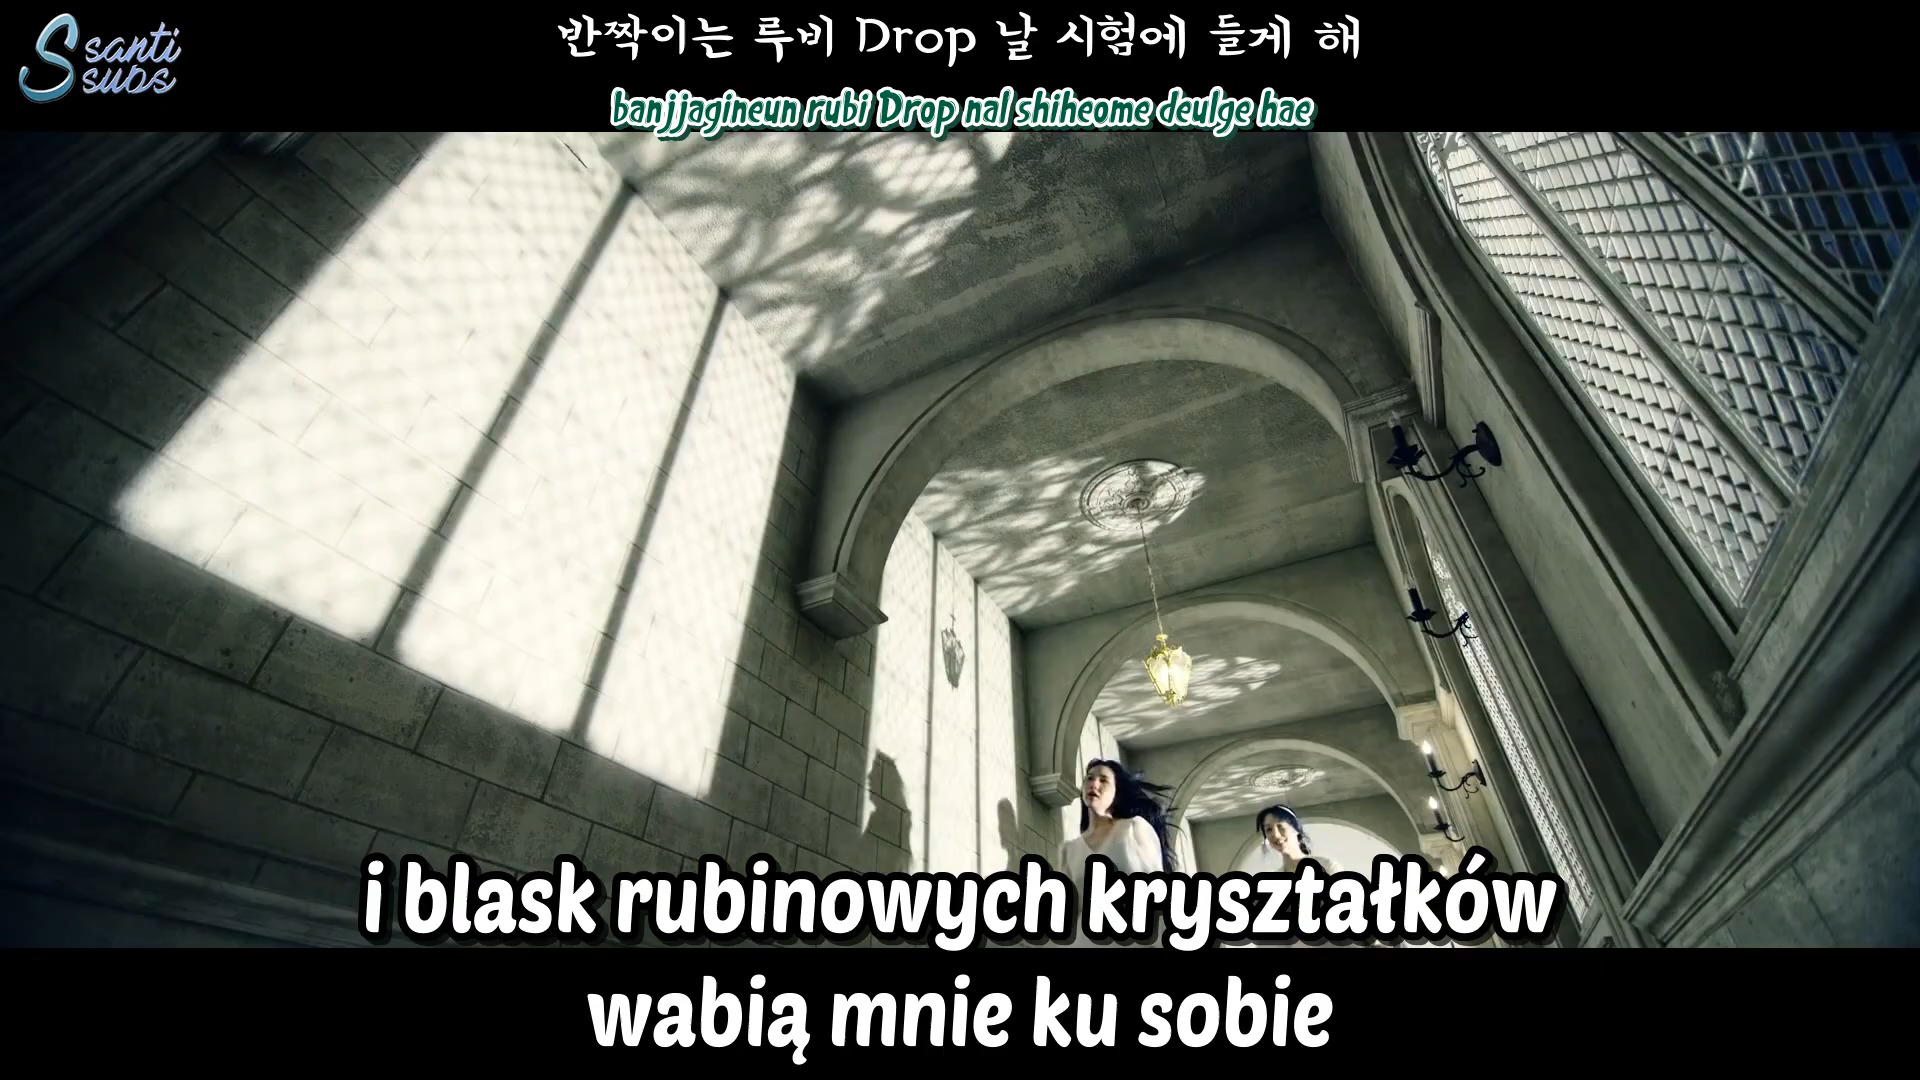 Ssanti
subs
반짝이는 루비 Drop 날 시험에 들게 해
banjjagineun rubi Drop nal shiheome deulge hae
i blask rubinowych kryształków
wabią mnie ku sobie